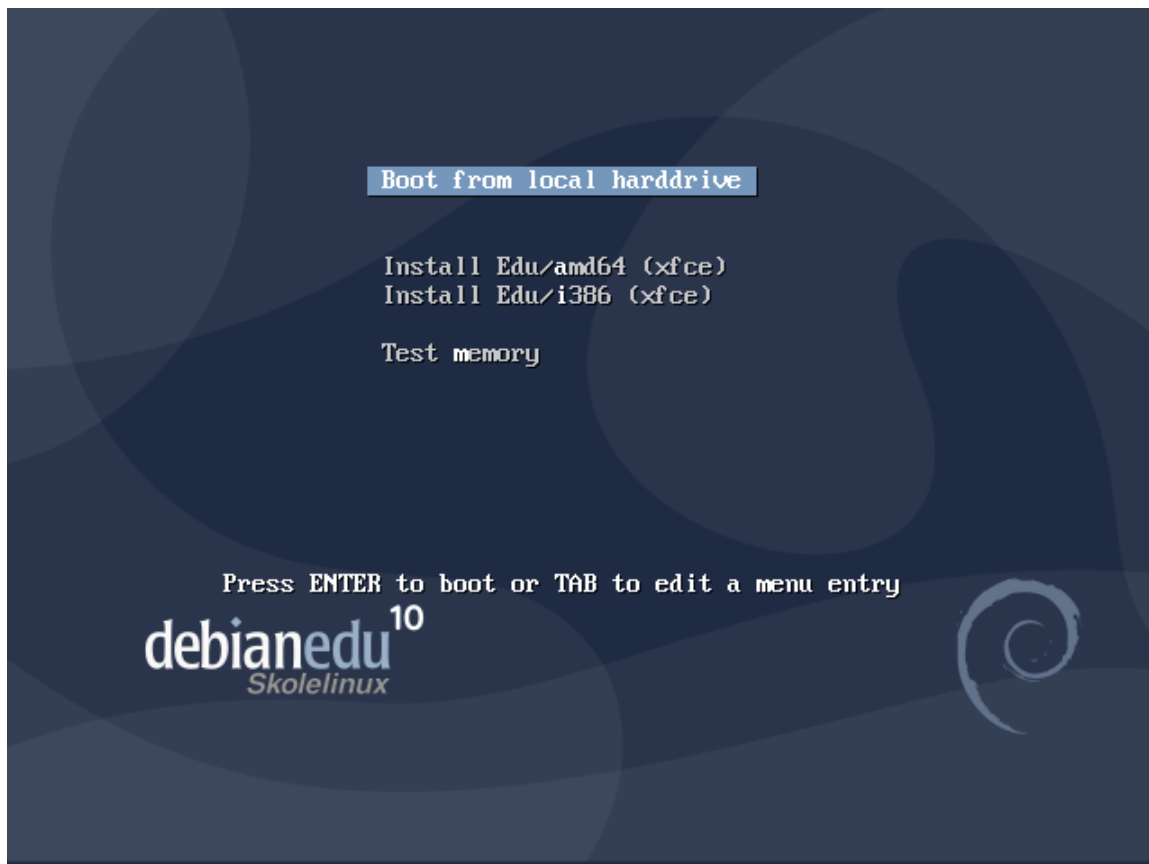 Boot from local harddrive
Install Edu/amd64 (xfce)
Install Edu/i386 (xfce)
Test memory
Press ENTER to boot or TAB to edit a menu entry
debianedu 10
Skolelinux